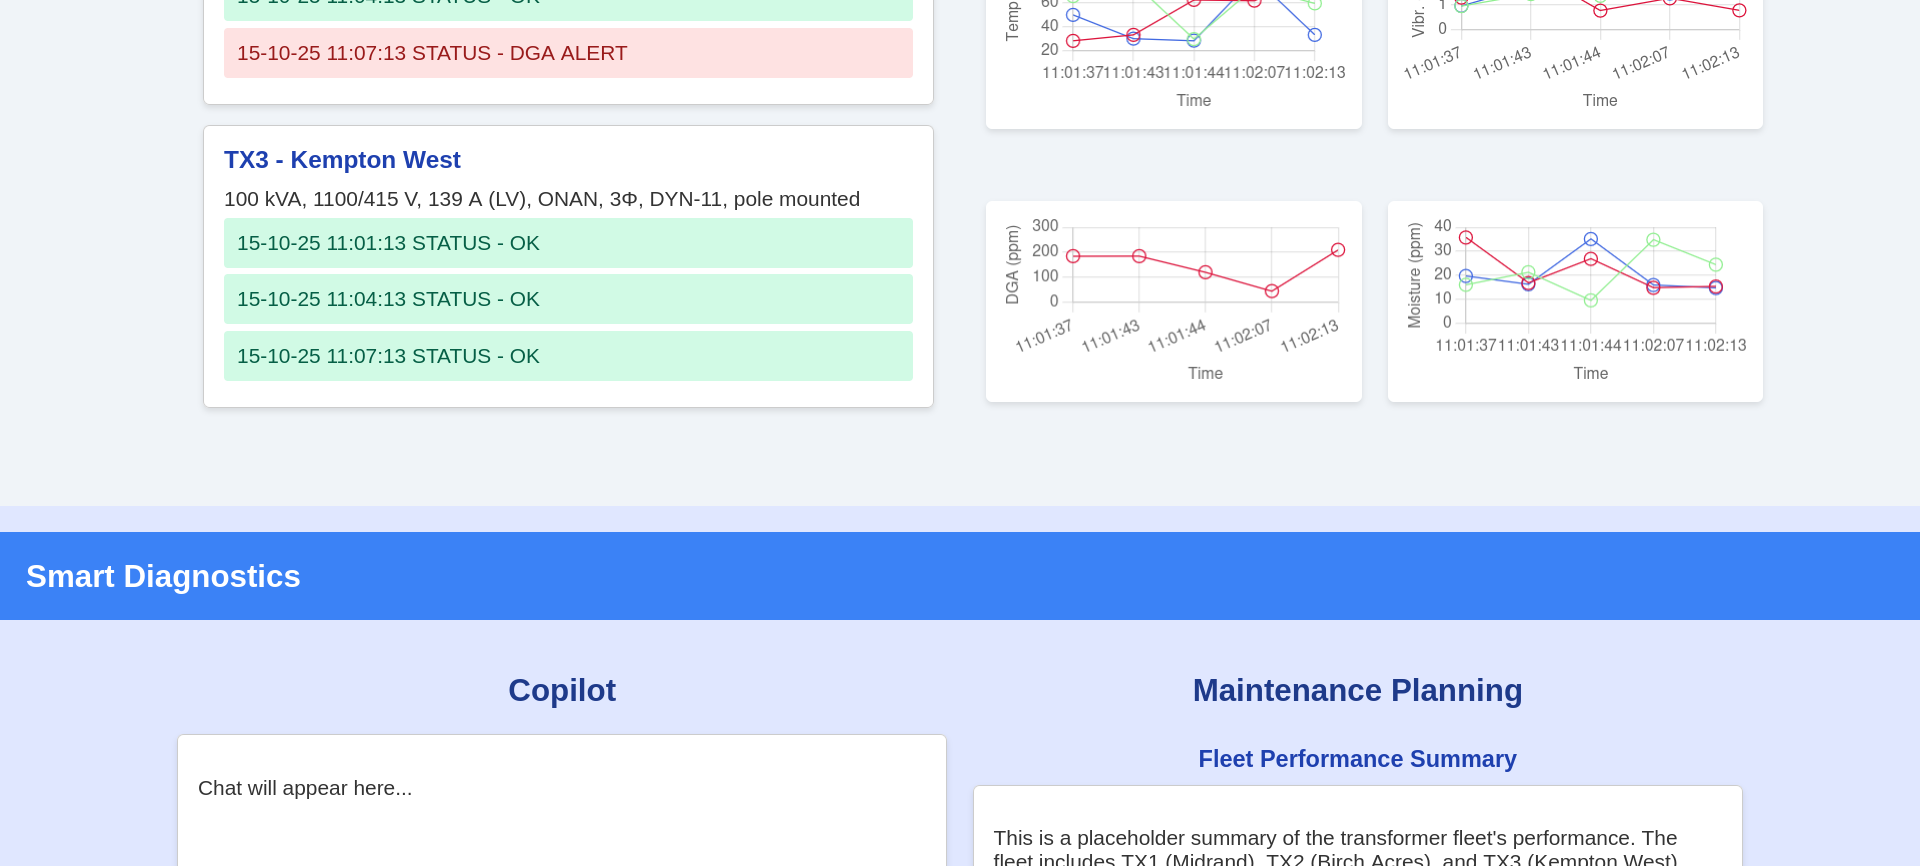 15-10-25 11:04:13 STATUS - OK
15-10-25 11:07:13 STATUS - DGA ALERT
TX3 - Kempton West
100 kVA, 1100/415 V, 139 A (LV), ONAN, 3Φ, DYN-11, pole mounted
15-10-25 11:01:13 STATUS - OK
15-10-25 11:04:13 STATUS - OK
15-10-25 11:07:13 STATUS - OK
Temp
60
40
20
11:01:37 11:01:43 11:01:44 11:02:07 11:02:13
Time
Vibr.
1
0
11:01:37 11:01:43 11:01:44 11:02:07 11:02:13
Time
DGA (ppm)
300
200
100
0
11:01:37 11:01:43 11:01:44 11:02:07 11:02:13
Time
Moisture (ppm)
40
30
20
10
0
11:01:37 11:01:43 11:01:44 11:02:07 11:02:13
Time
Smart Diagnostics
Copilot
Chat will appear here...
Maintenance Planning
Fleet Performance Summary
This is a placeholder summary of the transformer fleet's performance. The
fleet includes TX1 (Midrand), TX2 (Birch Acres), and TX3 (Kempton West).